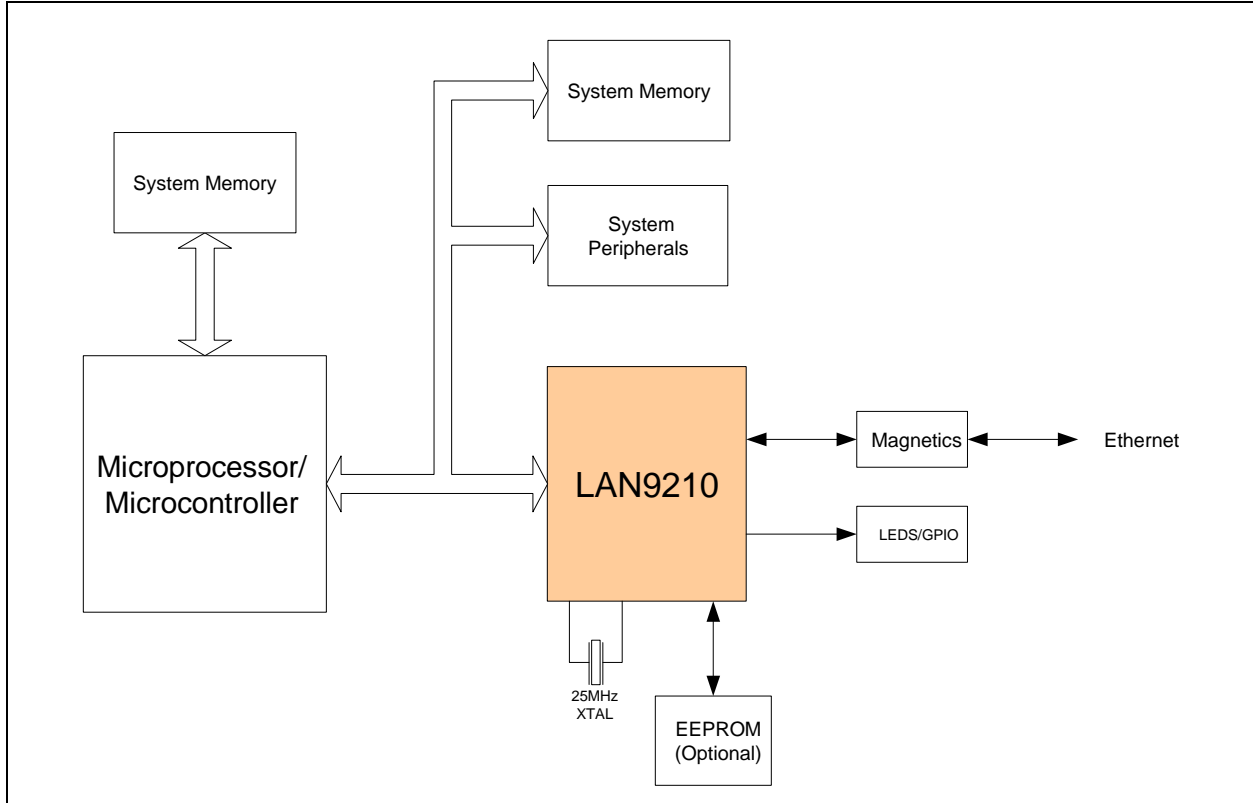 System Memory
System Memory
System
Peripherals
Microprocessor/
Microcontroller
LAN9210
Magnetics
Ethernet
LEDS/GPIO
25MHz
XTAL
EEPROM
(Optional)